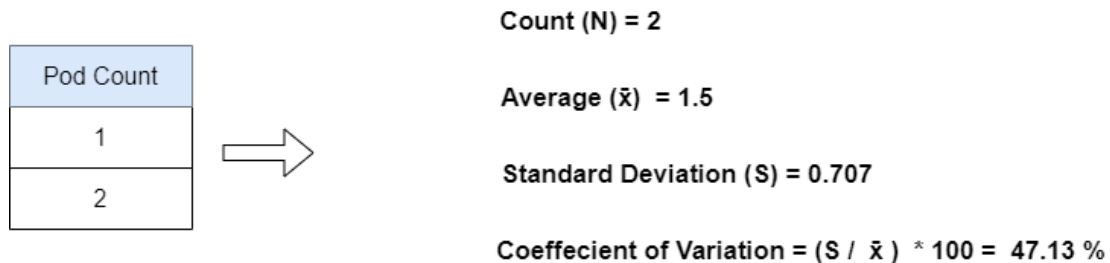 Count (N) = 2
Pod Count
Average (x̄) = 1.5
1
Standard Deviation (S) = 0.707
2
Coeffecient of Variation = (S / x̄ ) * 100 = 47.13 %